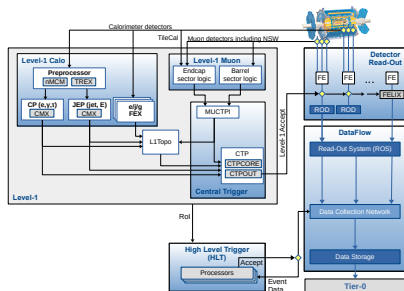 Calorimeter detectors
TileCal
Muon detectors including NSW
Level-1 Calo
Preprocessor
nMCM
TREX
CP (e,γ,τ)
CMX
JEP (jet, E)
CMX
e/j/g
FEX
Level-1 Muon
Endcap
sector logic
Barrel
sector logic
MUCTPI
L1Topo
CTP
CTPCORE
CTPOUT
Central Trigger
Level-1
Level-1 Accept
Detector
Read-Out
FE
FE
...
FE
ROD
ROD
FELIX
DataFlow
Read-Out System (ROS)
Data Collection Network
Data Storage
Tier-0
RoI
High Level Trigger
(HLT)
Accept
Processors
Event
Data